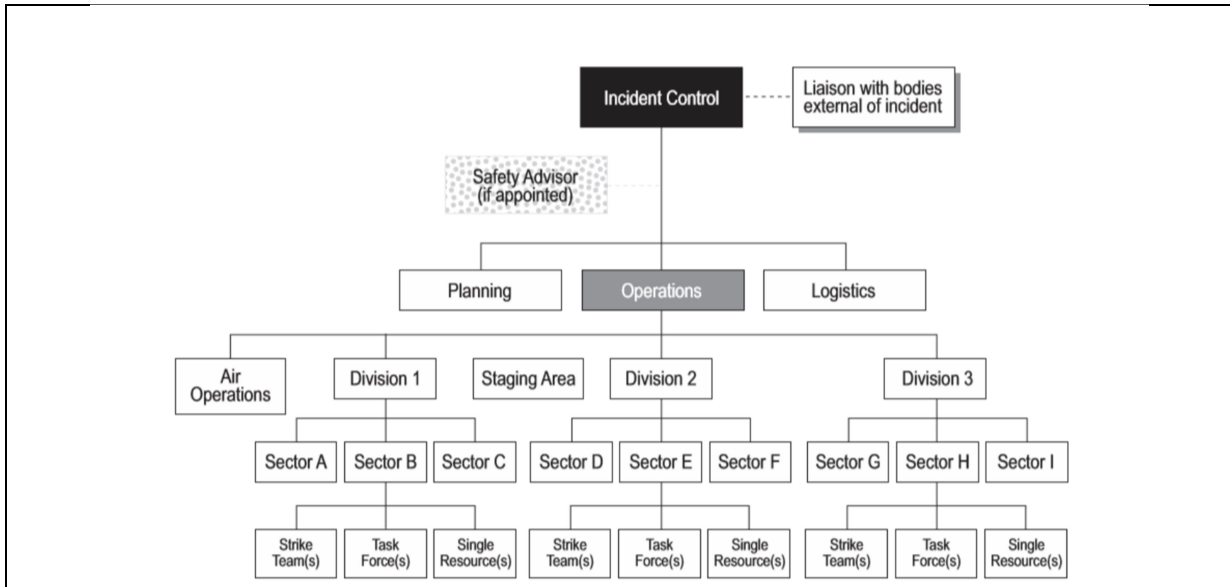 Incident Control
Liaison with bodies
external of incident
Safety Advisor
(if appointed)
Planning
Operations
Logistics
Air
Operations
Division 1
Staging Area
Division 2
Division 3
Sector A
Sector B
Sector C
Sector D
Sector E
Sector F
Sector G
Sector H
Sector I
Strike
Team(s)
Task
Force(s)
Single
Resource(s)
Strike
Team(s)
Task
Force(s)
Single
Resource(s)
Strike
Team(s)
Task
Force(s)
Single
Resource(s)